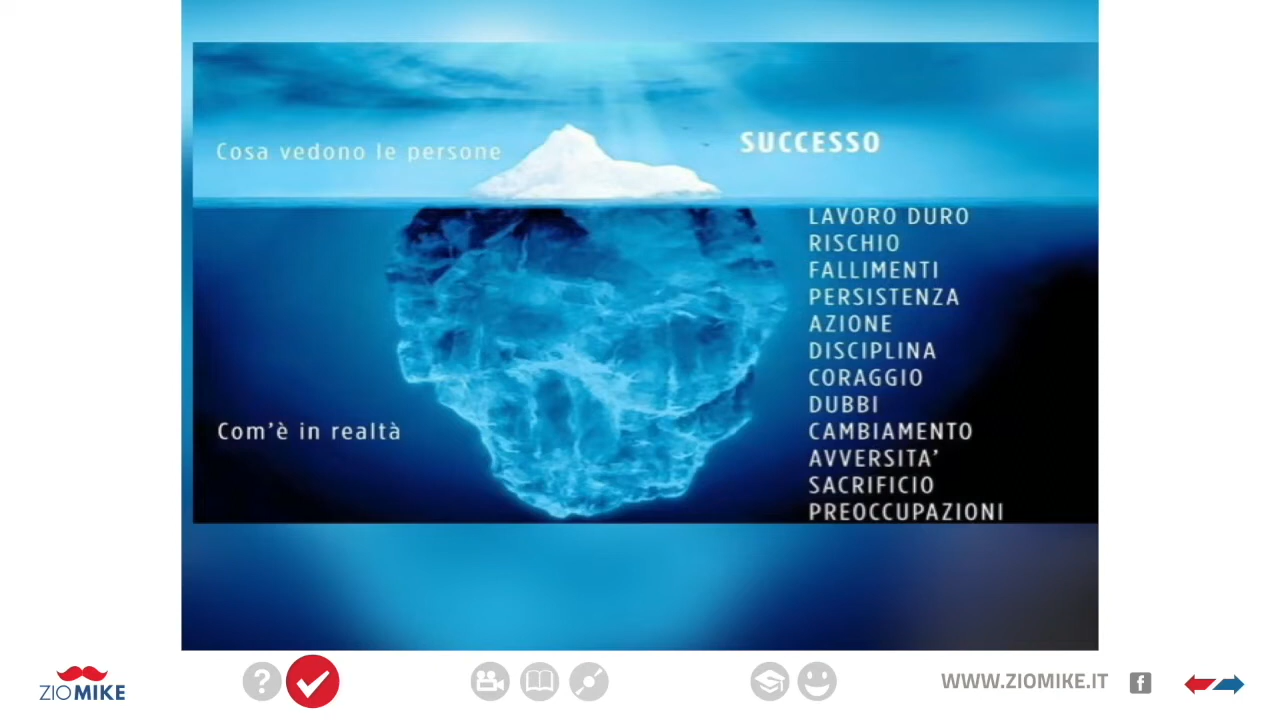 Cosa vedono le persone
SUCCESSO
LAVORO DURO
RISCHIO
FALLIMENTI
PERSISTENZA
AZIONE
DISCIPLINA
CORAGGIO
DUBBI
Com'è in realtà
CAMBIAMENTO
AVVERSITA'
SACRIFICIO
PREOCCUPAZIONI
ZIOMIKE
?
WWW.ZIOMIKE.IT f